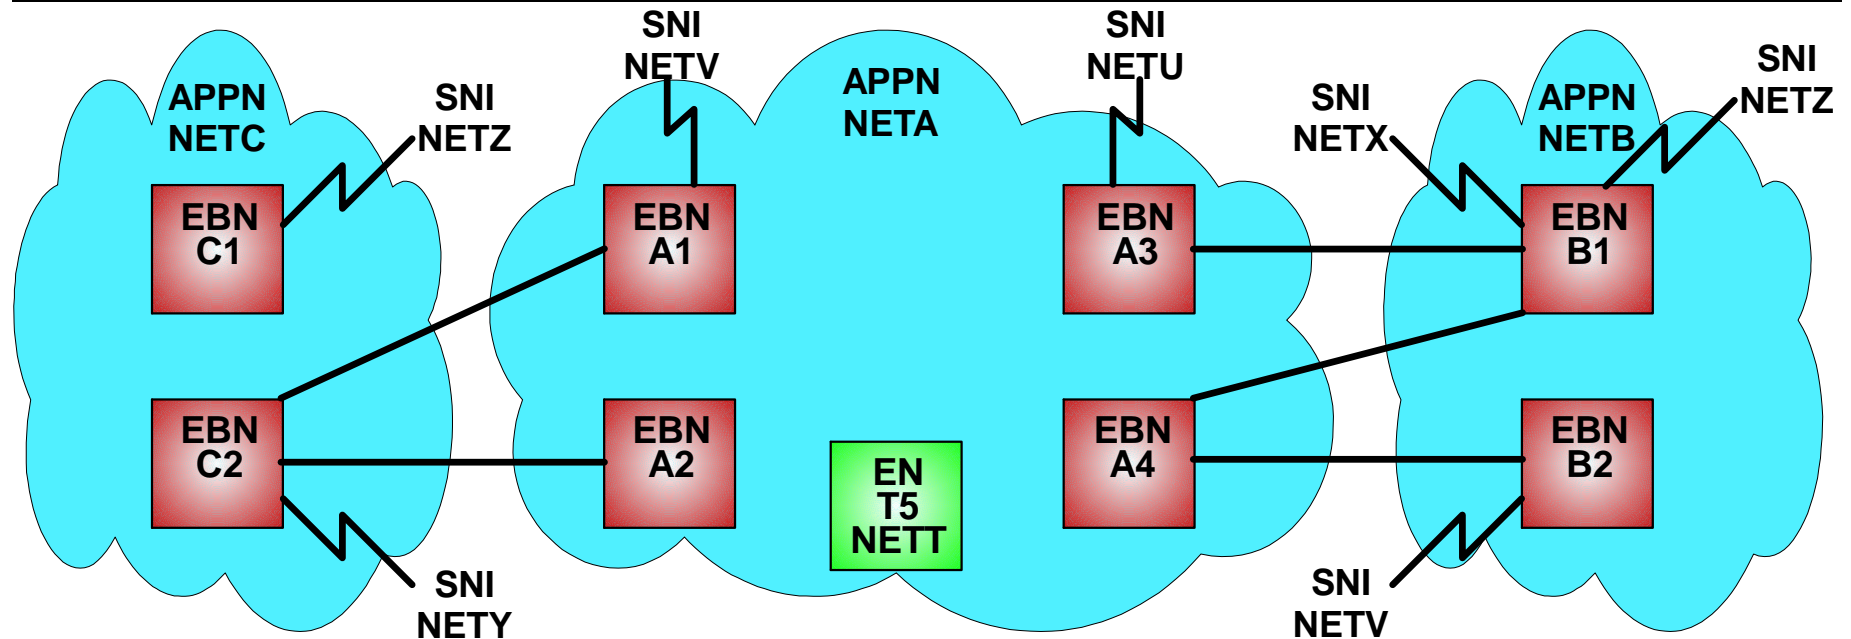 SNI
NETV
SNI
NETU
SNI
NETZ
APPN
NETA
APPN
NETC
SNI
NETZ
SNI
NETX
APPN
NETB
EBN
C1
EBN
A1
EBN
A3
EBN
B1
EBN
C2
EBN
A2
EN
T5
NETT
EBN
A4
EBN
B2
SNI
NETY
SNI
NETV